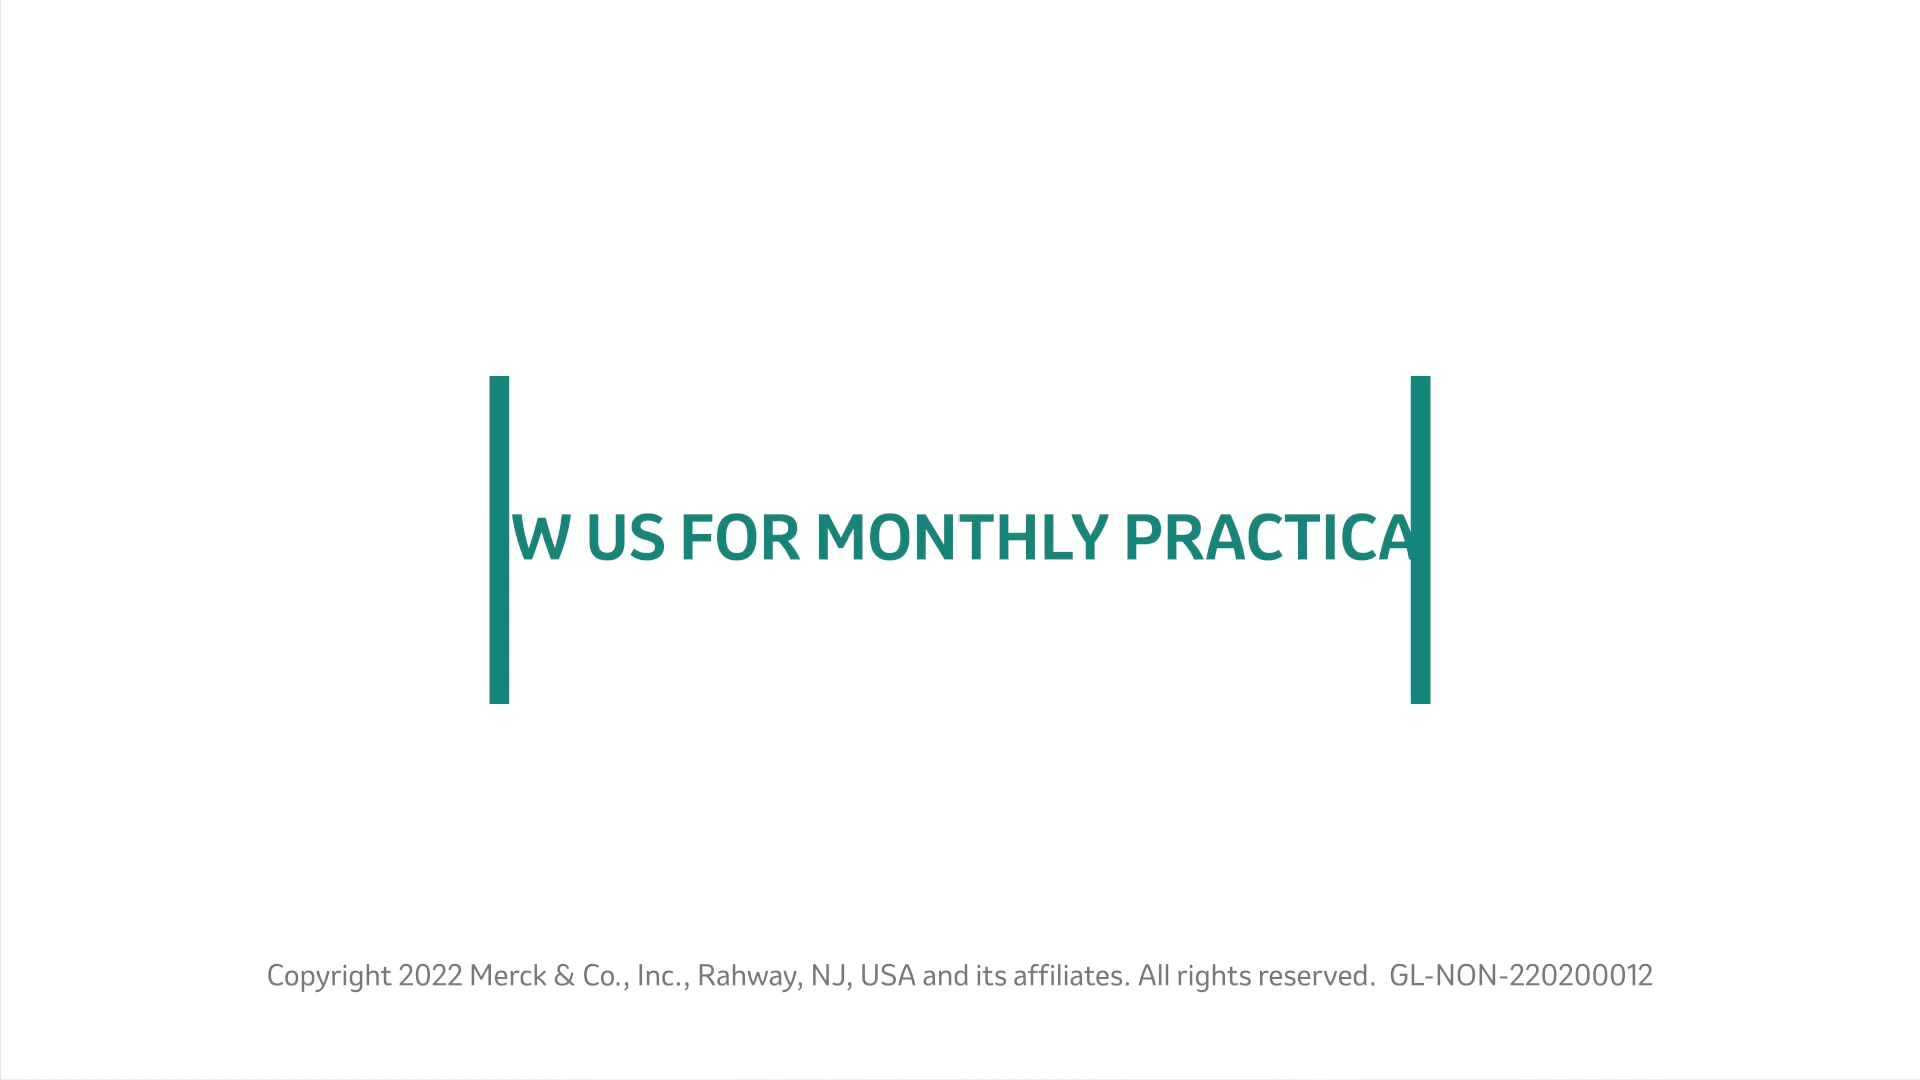 W US FOR MONTHLY PRACTICA
Copyright 2022 Merck & Co., Inc., Rahway, NJ, USA and its affiliates. All rights reserved. GL-NON-220200012